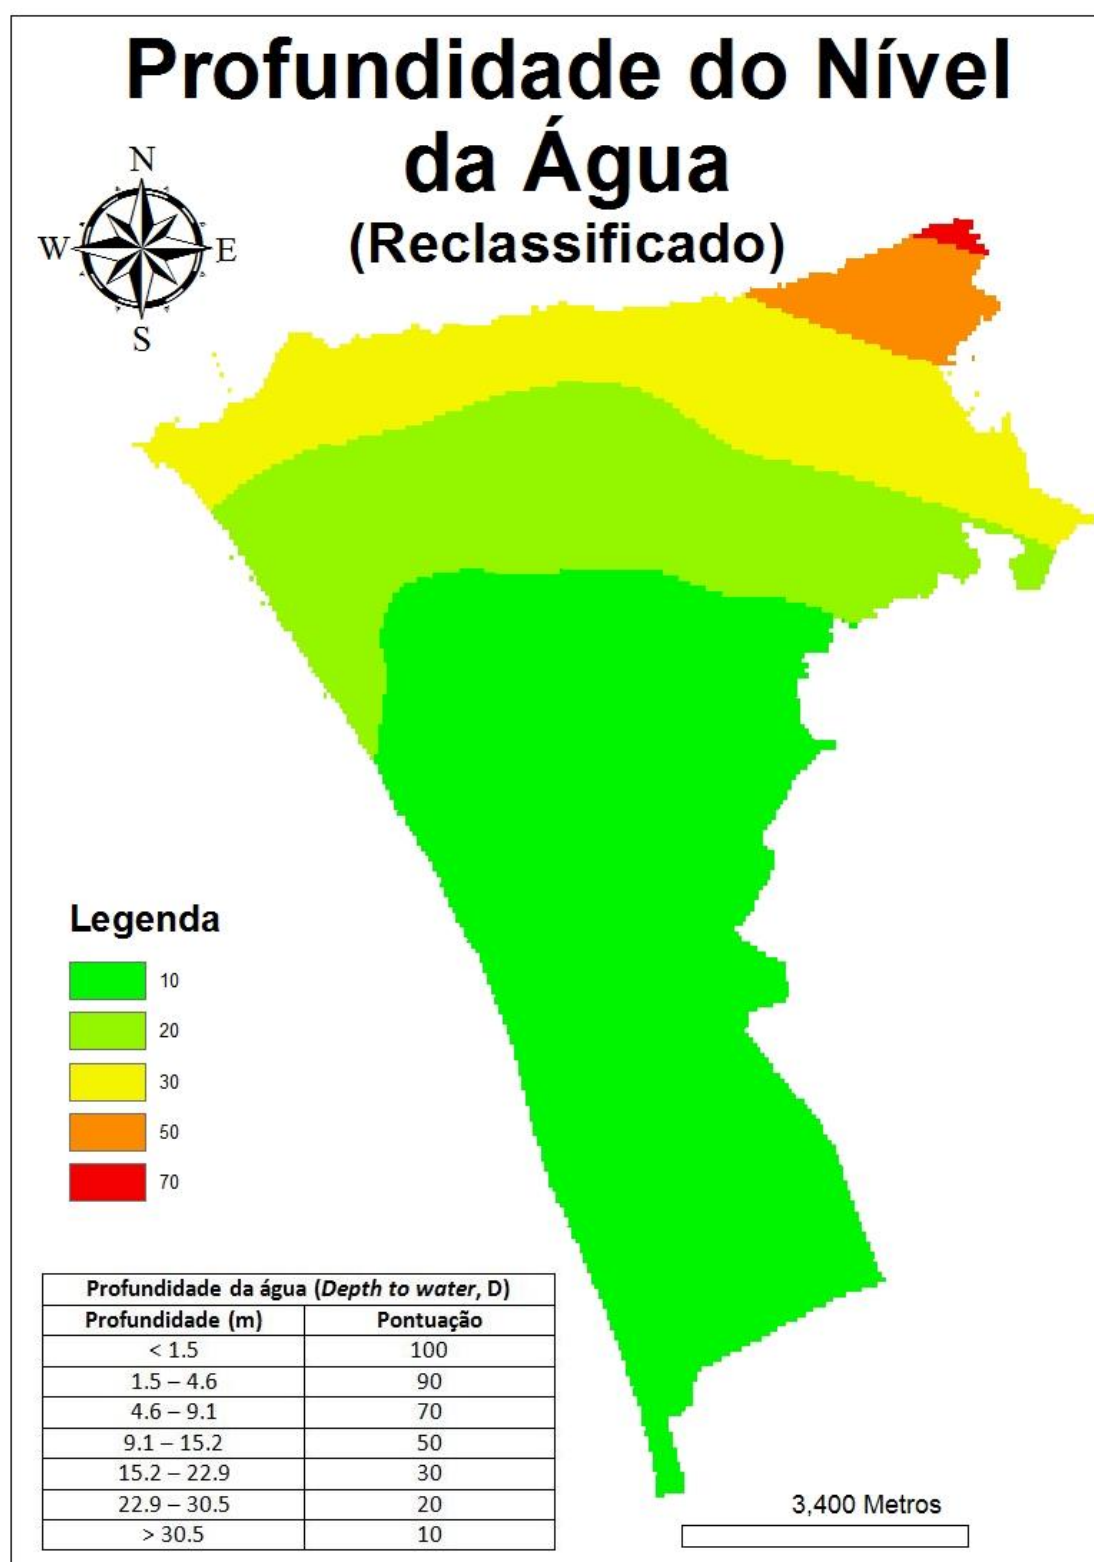 Profundidade do Nível
da Água
(Reclassificado)
N
W E
S
Legenda
10
20
30
50
70
Profundidade da água (Depth to water, D)
Profundidade (m) Pontuação
< 1.5 100
1.5 – 4.6 90
4.6 – 9.1 70
9.1 – 15.2 50
15.2 – 22.9 30
22.9 – 30.5 20
> 30.5 10
3,400 Metros